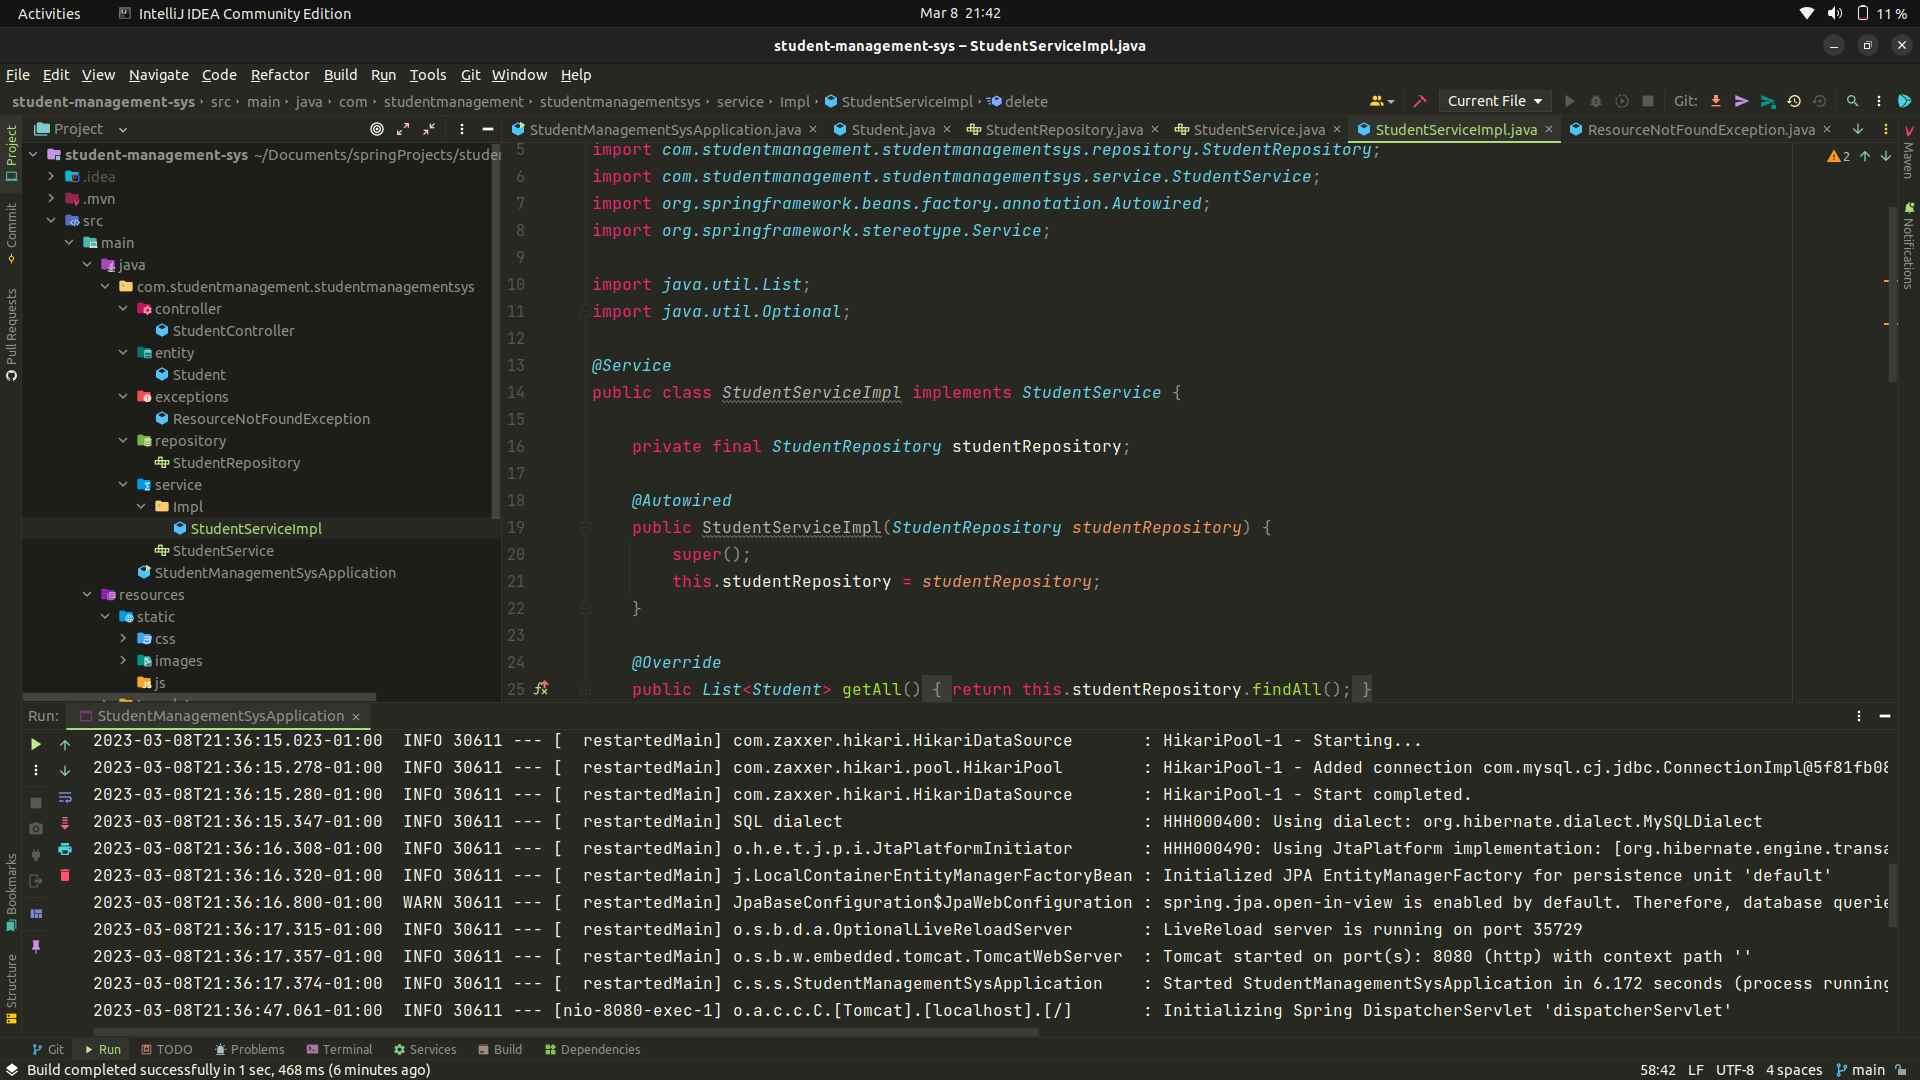 Activities IntelliJ IDEA Community Edition Mar 8 21:42 11 %
student-management-sys – StudentServiceImpl.java
File Edit View Navigate Code Refactor Build Run Tools Git Window Help
student-management-sys src main java com studentmanagement studentmanagementsys service Impl StudentServiceImpl delete Current File Git:
Project StudentManagementSysApplication.java Student.java StudentRepository.java StudentService.java StudentServiceImpl.java ResourceNotFoundException.java
Project
Commit
Pull Requests
Bookmarks
Structure
Maven
Notifications
student-management-sys ~/Documents/springProjects/stude
.idea
.mvn
src
main
java
com.studentmanagement.studentmanagementsys
controller
StudentController
entity
Student
exceptions
ResourceNotFoundException
repository
StudentRepository
service
Impl
StudentServiceImpl
StudentService
StudentManagementSysApplication
resources
static
css
images
js
2
5 import com.studentmanagement.studentmanagementsys.repository.StudentRepository;
6 import com.studentmanagement.studentmanagementsys.service.StudentService;
7 import org.springframework.beans.factory.annotation.Autowired;
8 import org.springframework.stereotype.Service;
9
10 import java.util.List;
11 import java.util.Optional;
12
13 @Service
14 public class StudentServiceImpl implements StudentService {
15
16 private final StudentRepository studentRepository;
17
18 @Autowired
19 public StudentServiceImpl(StudentRepository studentRepository) {
20 super();
21 this.studentRepository = studentRepository;
22 }
23
24 @Override
25 public List<Student> getAll() { return this.studentRepository.findAll(); }
Run: StudentManagementSysApplication
2023-03-08T21:36:15.023-01:00 INFO 30611 --- [ restartedMain] com.zaxxer.hikari.HikariDataSource : HikariPool-1 - Starting...
2023-03-08T21:36:15.278-01:00 INFO 30611 --- [ restartedMain] com.zaxxer.hikari.pool.HikariPool : HikariPool-1 - Added connection com.mysql.cj.jdbc.ConnectionImpl@5f81fb08
2023-03-08T21:36:15.280-01:00 INFO 30611 --- [ restartedMain] com.zaxxer.hikari.HikariDataSource : HikariPool-1 - Start completed.
2023-03-08T21:36:15.347-01:00 INFO 30611 --- [ restartedMain] SQL dialect : HHH000400: Using dialect: org.hibernate.dialect.MySQLDialect
2023-03-08T21:36:16.308-01:00 INFO 30611 --- [ restartedMain] o.h.e.t.j.p.i.JtaPlatformInitiator : HHH000490: Using JtaPlatform implementation: [org.hibernate.engine.transa
2023-03-08T21:36:16.320-01:00 INFO 30611 --- [ restartedMain] j.LocalContainerEntityManagerFactoryBean : Initialized JPA EntityManagerFactory for persistence unit 'default'
2023-03-08T21:36:16.800-01:00 WARN 30611 --- [ restartedMain] JpaBaseConfiguration$JpaWebConfiguration : spring.jpa.open-in-view is enabled by default. Therefore, database querie
2023-03-08T21:36:17.315-01:00 INFO 30611 --- [ restartedMain] o.s.b.d.a.OptionalLiveReloadServer : LiveReload server is running on port 35729
2023-03-08T21:36:17.357-01:00 INFO 30611 --- [ restartedMain] o.s.b.w.embedded.tomcat.TomcatWebServer : Tomcat started on port(s): 8080 (http) with context path ''
2023-03-08T21:36:17.374-01:00 INFO 30611 --- [ restartedMain] c.s.s.StudentManagementSysApplication : Started StudentManagementSysApplication in 6.172 seconds (process running
2023-03-08T21:36:47.061-01:00 INFO 30611 --- [nio-8080-exec-1] o.a.c.c.C.[Tomcat].[localhost].[/] : Initializing Spring DispatcherServlet 'dispatcherServlet'
Git Run TODO Problems Terminal Services Build Dependencies
Build completed successfully in 1 sec, 468 ms (6 minutes ago) 58:42 LF UTF-8 4 spaces main